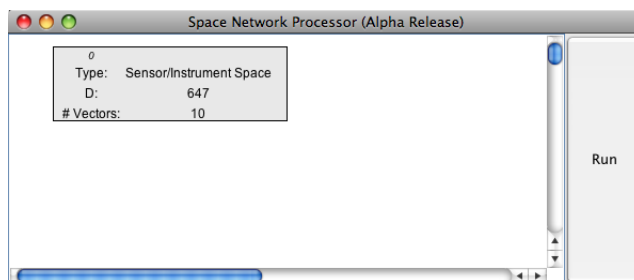 Space Network Processor (Alpha Release)
0
Type: Sensor/Instrument Space
D: 647
# Vectors: 10
Run